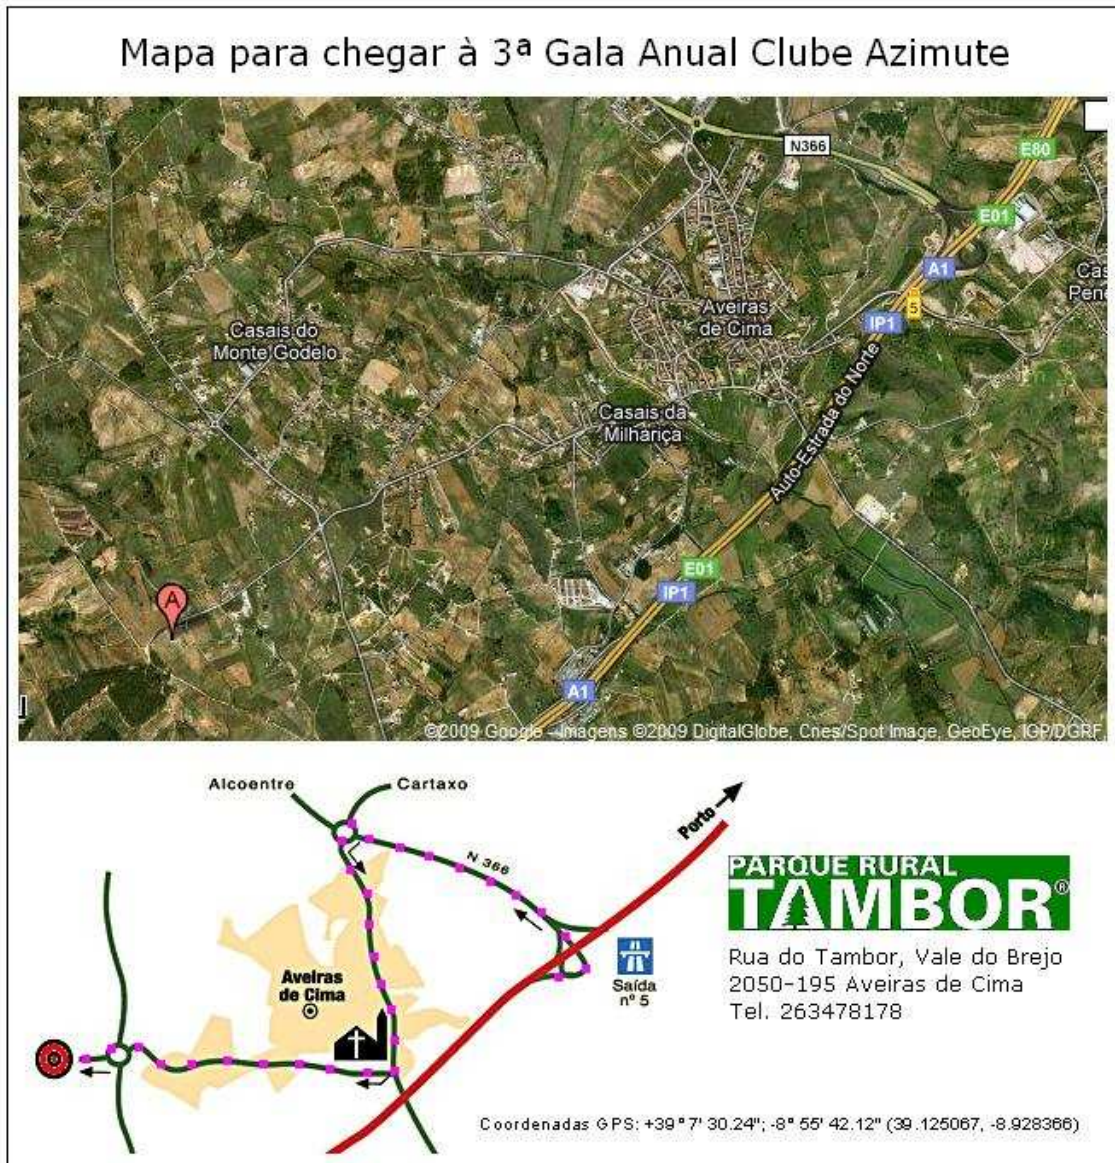 Mapa para chegar à 3ª Gala Anual Clube Azimute
N366
E80
E01
A1
Cas
Pene
5
IP1
Aveiras
de Cima
Casais do
Monte Godelo
Auto-Estrada do Norte
Casais da
Milhariça
E01
IP1
A
A1
©2009 Google - Imagens ©2009 DigitalGlobe, Cnes/Spot Image, GeoEye, IGP/DGRF,
Alcoentre
Cartaxo
Porto
N 366
PARQUE RURAL
TAMBOR®
Aveiras
de Cima
Saída
nº 5
Rua do Tambor, Vale do Brejo
2050-195 Aveiras de Cima
Tel. 263478178
Coordenadas GPS: +39° 7' 30.24"; -8° 55' 42.12" (39.125067, -8.928366)